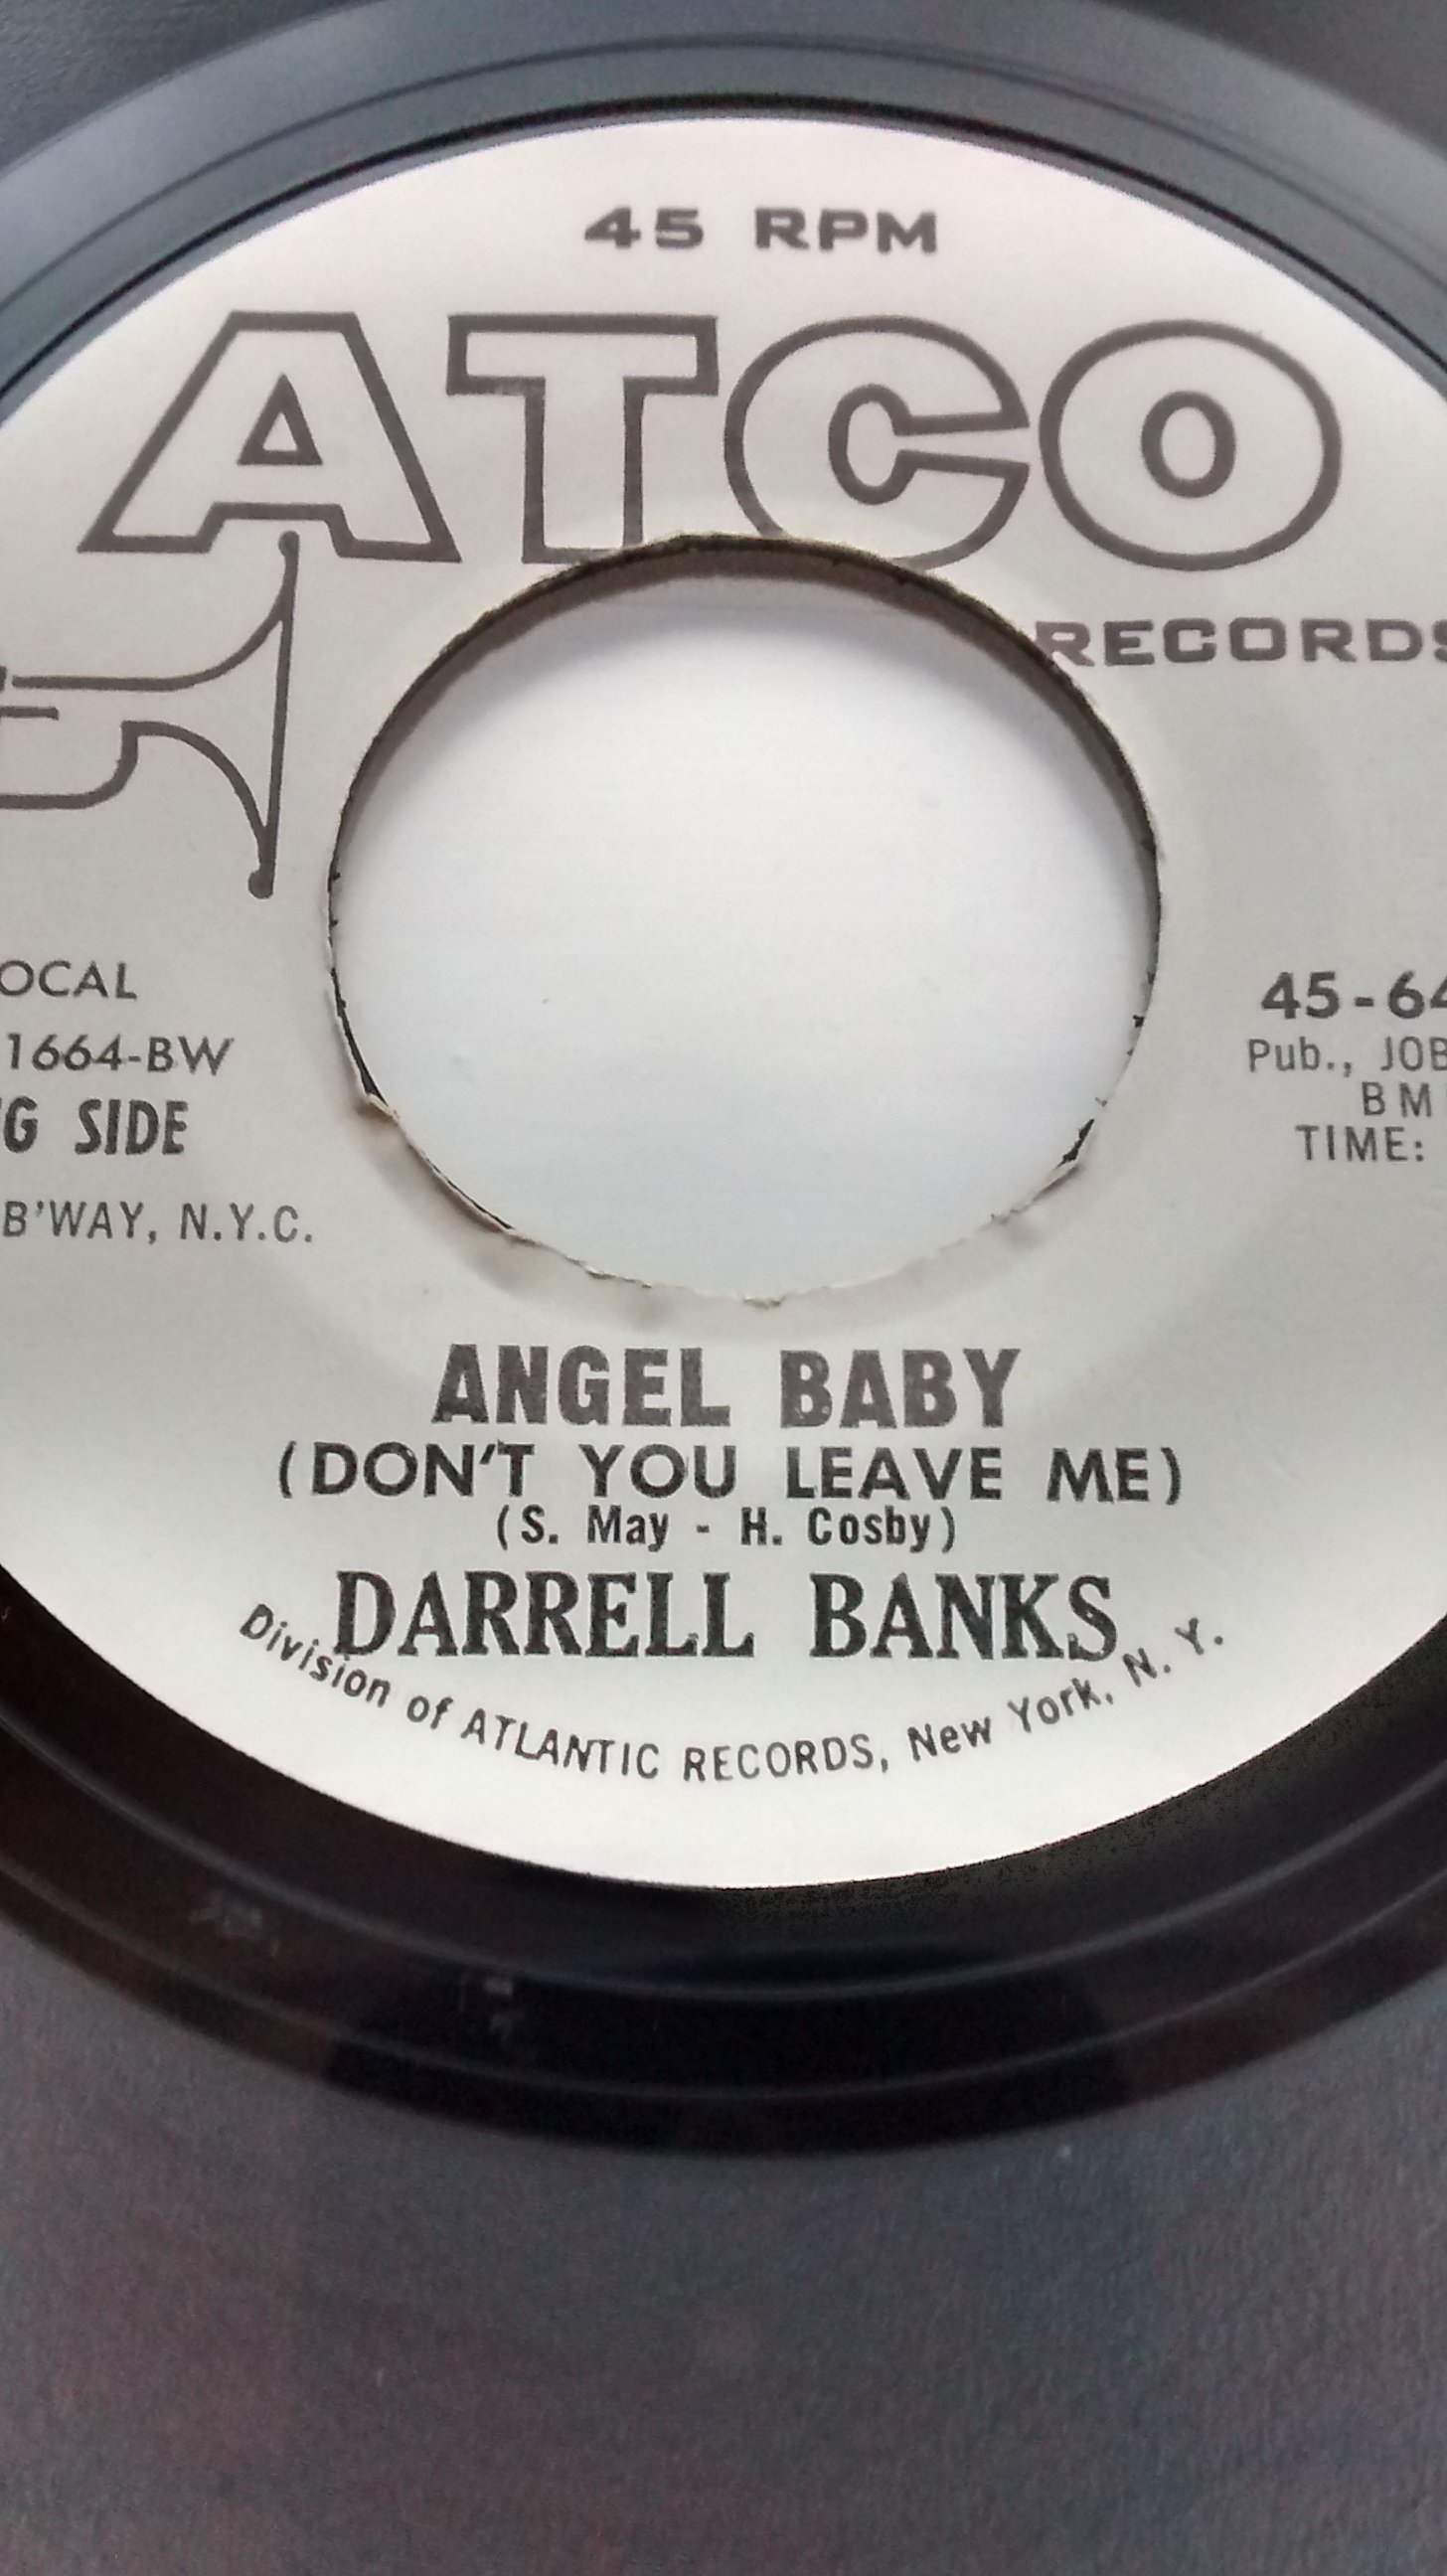 45 RPM
ATCO
RECORDS
OCAL
1664-BW
G SIDE
B'WAY, N.Y.C.
45-64
Pub., JOB
BM
TIME:
ANGEL BABY
(DON'T YOU LEAVE ME)
(S. May - H. Cosby)
DARRELL BANKS
Division of ATLANTIC RECORDS, New York, N. Y.